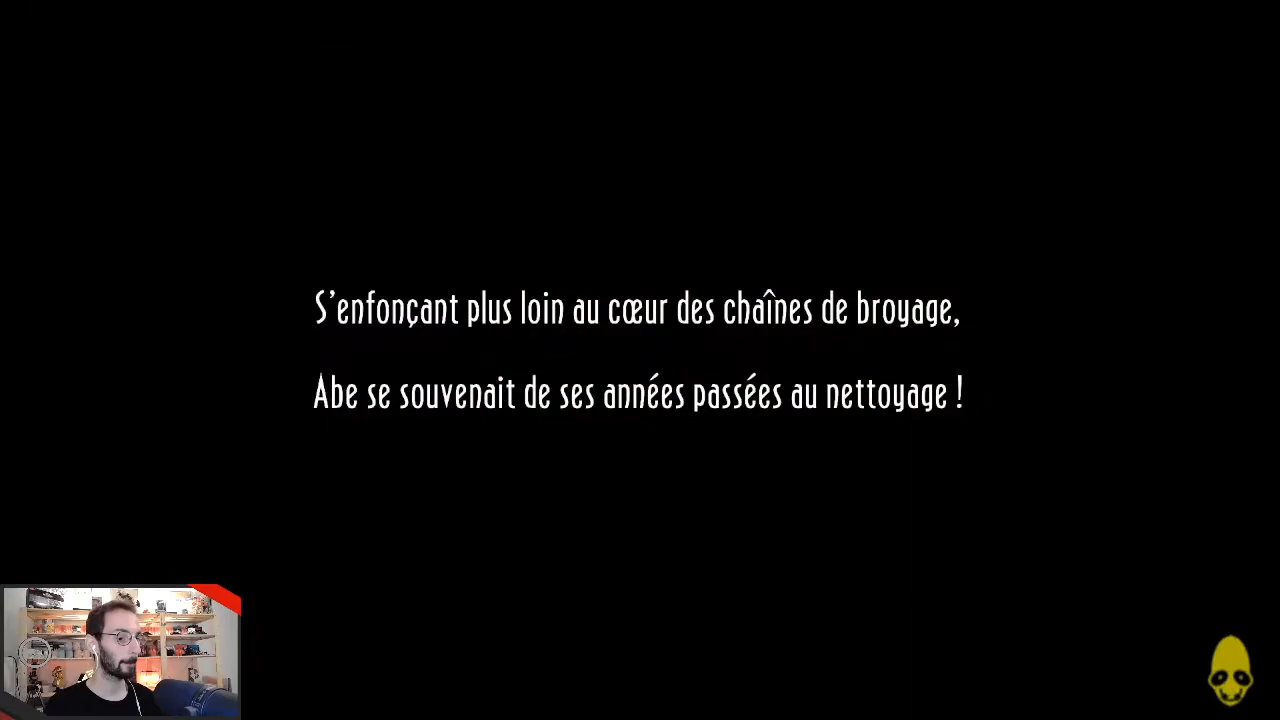 S'enfonçant plus loin au cœur des chaînes de broyage,
Abe se souvenait de ses années passées au nettoyage !